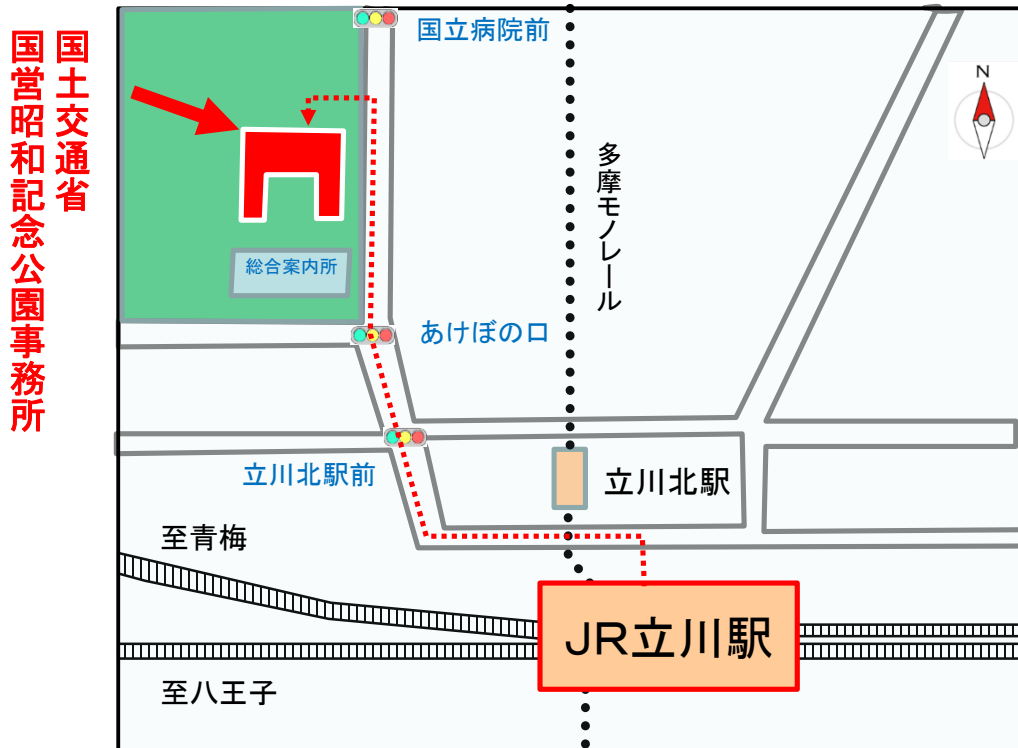 国土交通省
国営昭和記念公園事務所
国立病院前
N
多摩モノレール
総合案内所
あけぼの口
立川北駅前
立川北駅
至青梅
JR立川駅
至八王子